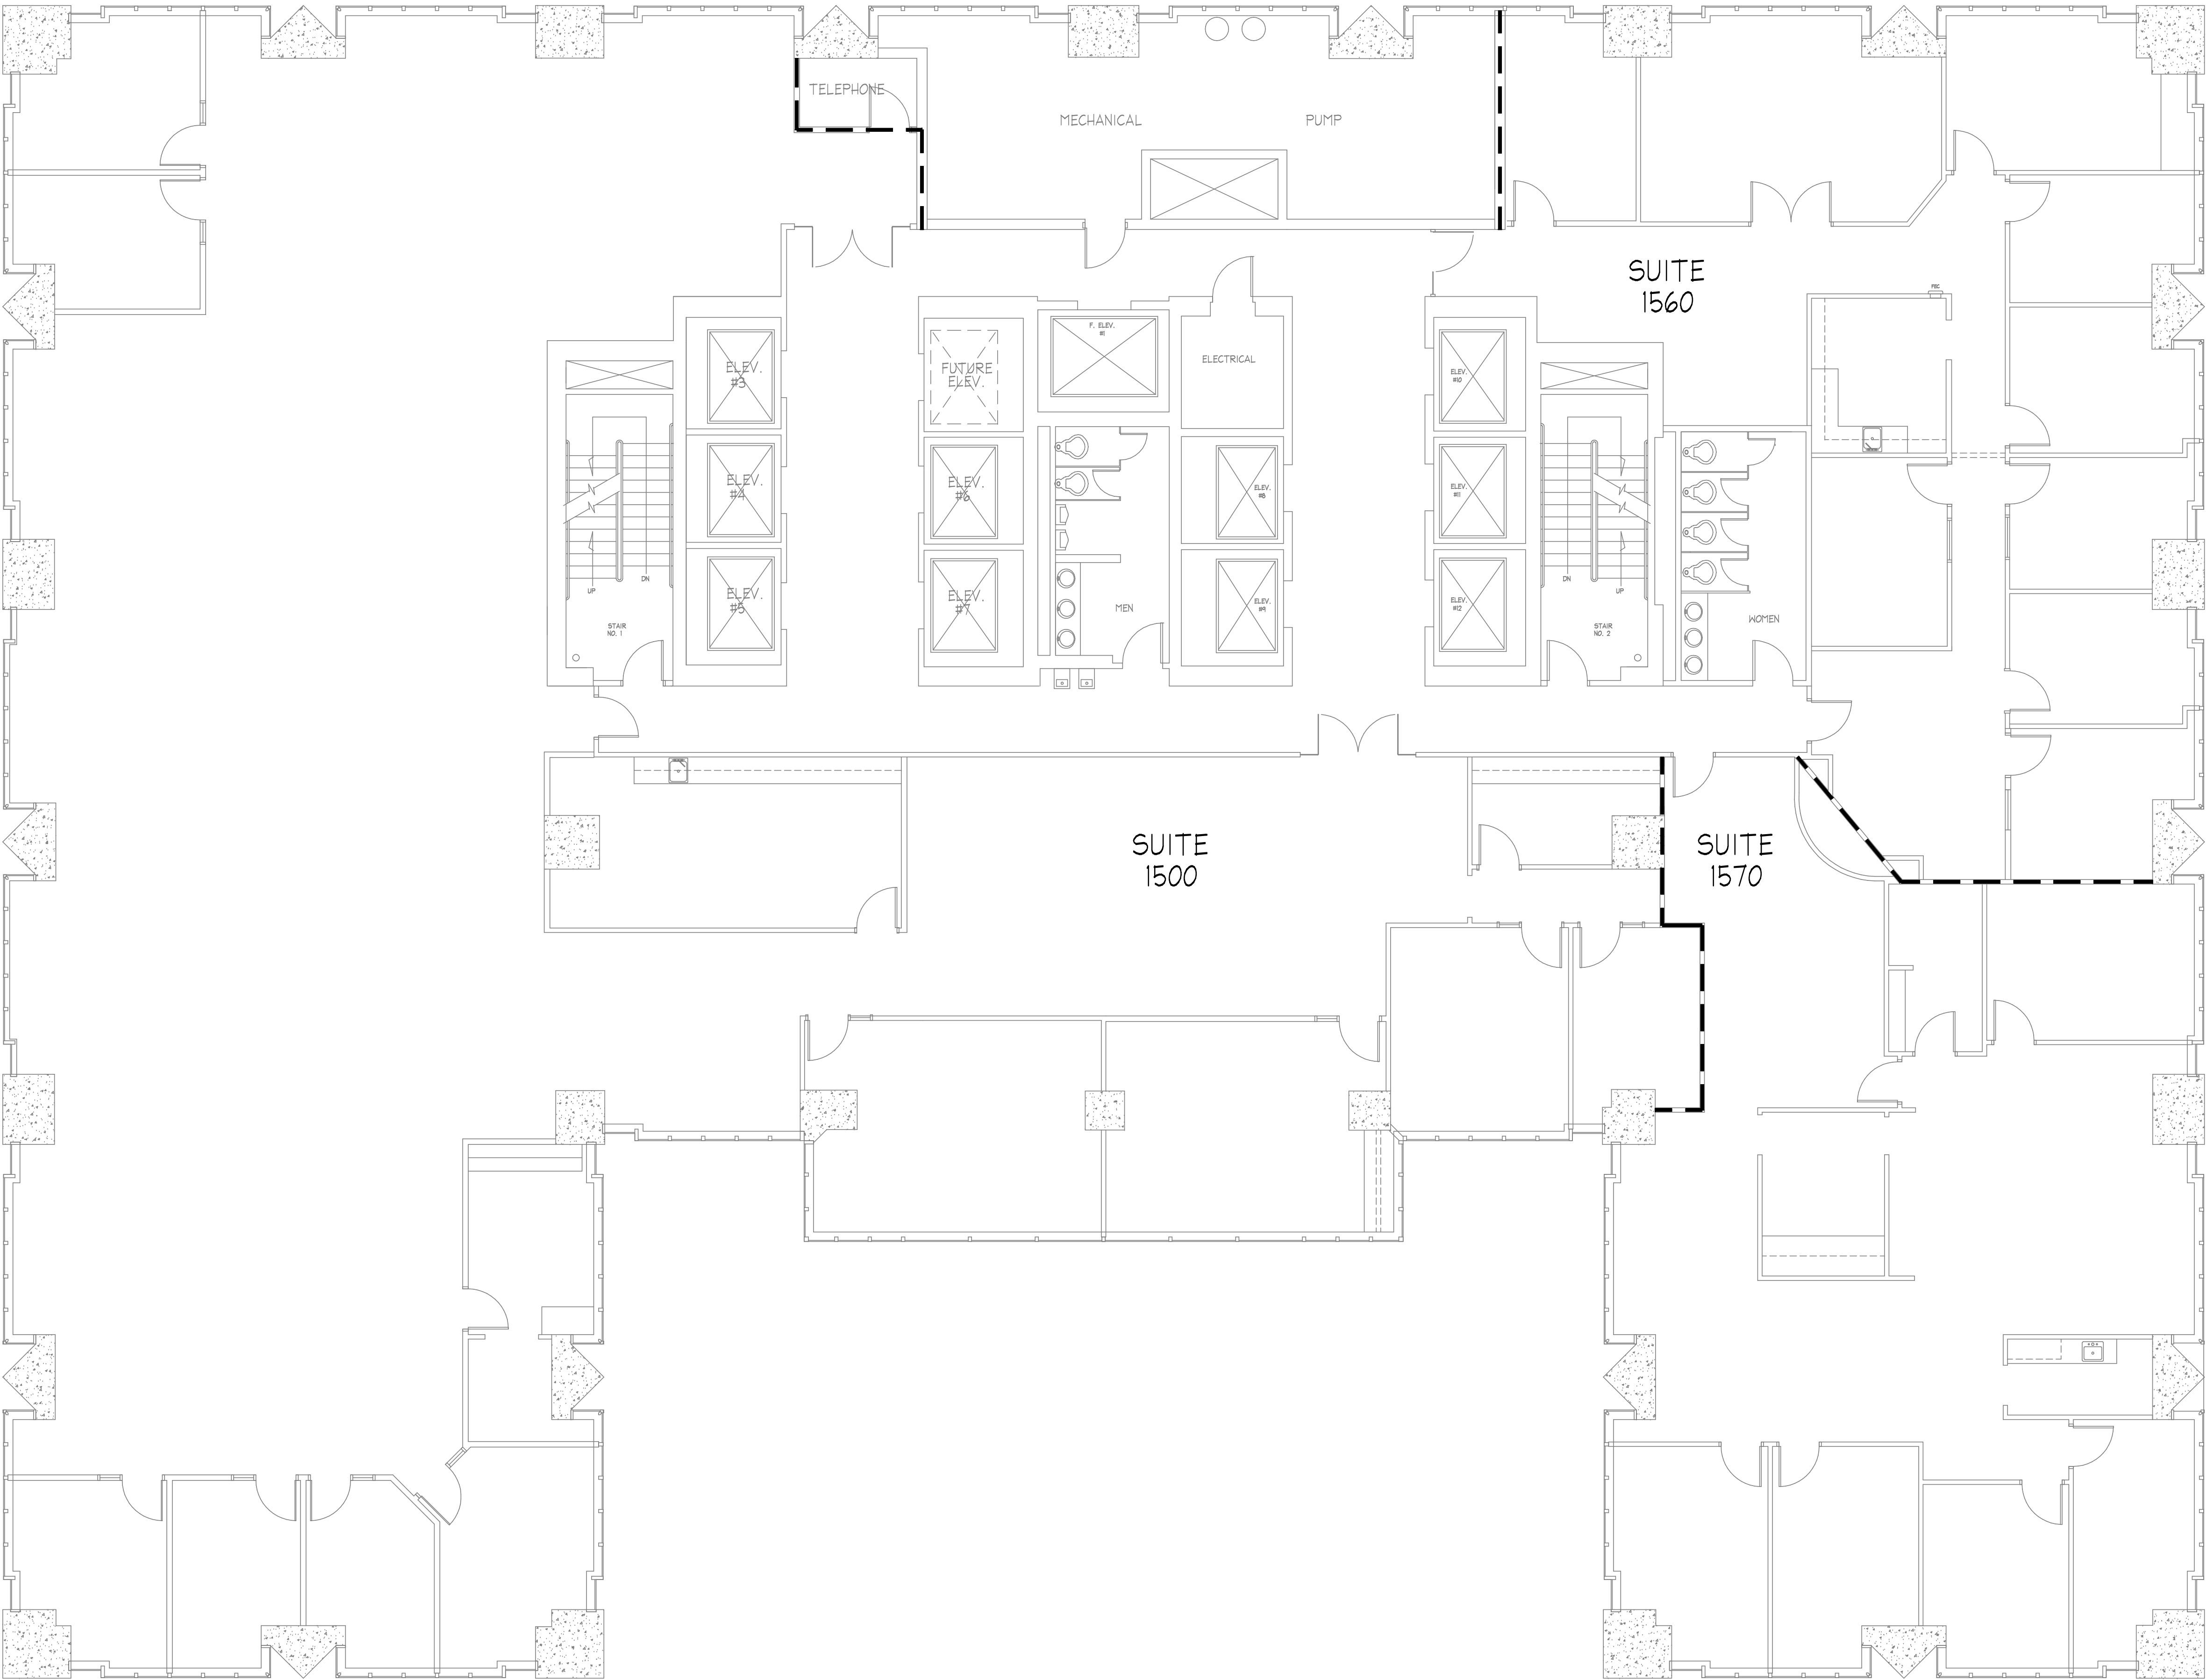 TELEPHONE
MECHANICAL
PUMP
SUITE
1560
FEC
F. ELEV.
#1
ELECTRICAL
ELEV.
#3
FUTURE
ELEV.
ELEV.
#10
ELEV.
#4
ELEV.
#6
ELEV.
#8
ELEV.
#11
UP
DN
ELEV.
#5
ELEV.
#7
MEN
ELEV.
#9
ELEV.
#12
DN
UP
WOMEN
STAIR
NO. 1
STAIR
NO. 2
SUITE
1500
SUITE
1570